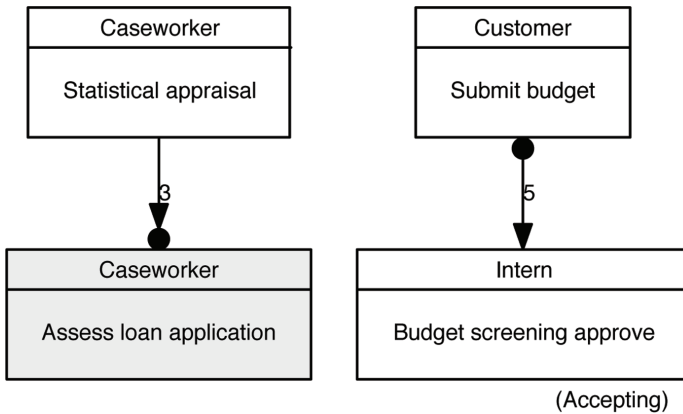 Caseworker
Customer
Statistical appraisal
Submit budget
3
5
Caseworker
Intern
Assess loan application
Budget screening approve
(Accepting)